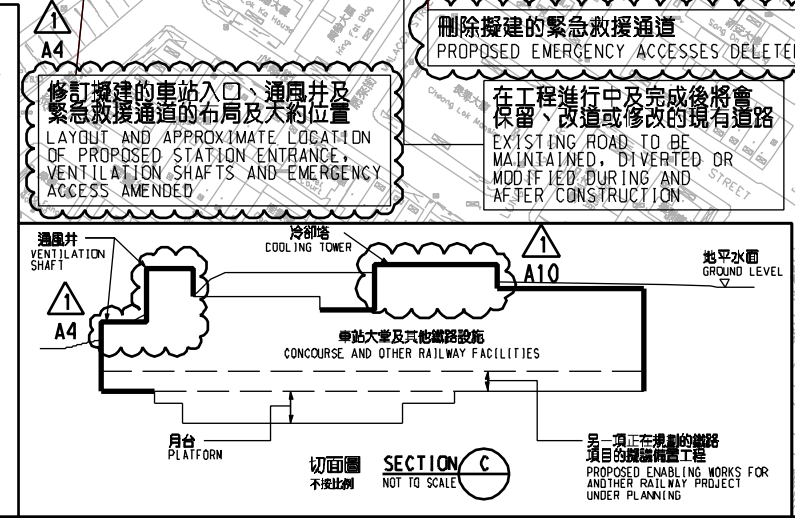 1
A4
修訂擬建的車站入口、通風井及
緊急救援通道的布局及大約位置
LAYOUT AND APPROXIMATE LOCATION
OF PROPOSED STATION ENTRANCE,
VENTILATION SHAFTS AND EMERGENCY
ACCESS AMENDED
刪除擬建的緊急救援通道
PROPOSED EMERGENCY ACCESSES DELETE
在工程進行中及完成後將會
保留、改道或修改的現有道路
EXISTING ROAD TO BE
MAINTAINED, DIVERTED OR
MODIFIED DURING AND
AFTER CONSTRUCTION
STREET
通風井
VENTILATION
SHAFT
1
A4
冷卻塔
COOLING TOWER
1
A10
地平水面
GROUND LEVEL
車站大堂及其他鐵路設施
CONCOURSE AND OTHER RAILWAY FACILITIES
月台
PLATFORM
切面圖
不按比例
SECTION C
NOT TO SCALE
另一項正在規劃的鐵路
項目的擬議備置工程
PROPOSED ENABLING WORKS FOR
ANOTHER RAILWAY PROJECT
UNDER PLANNING